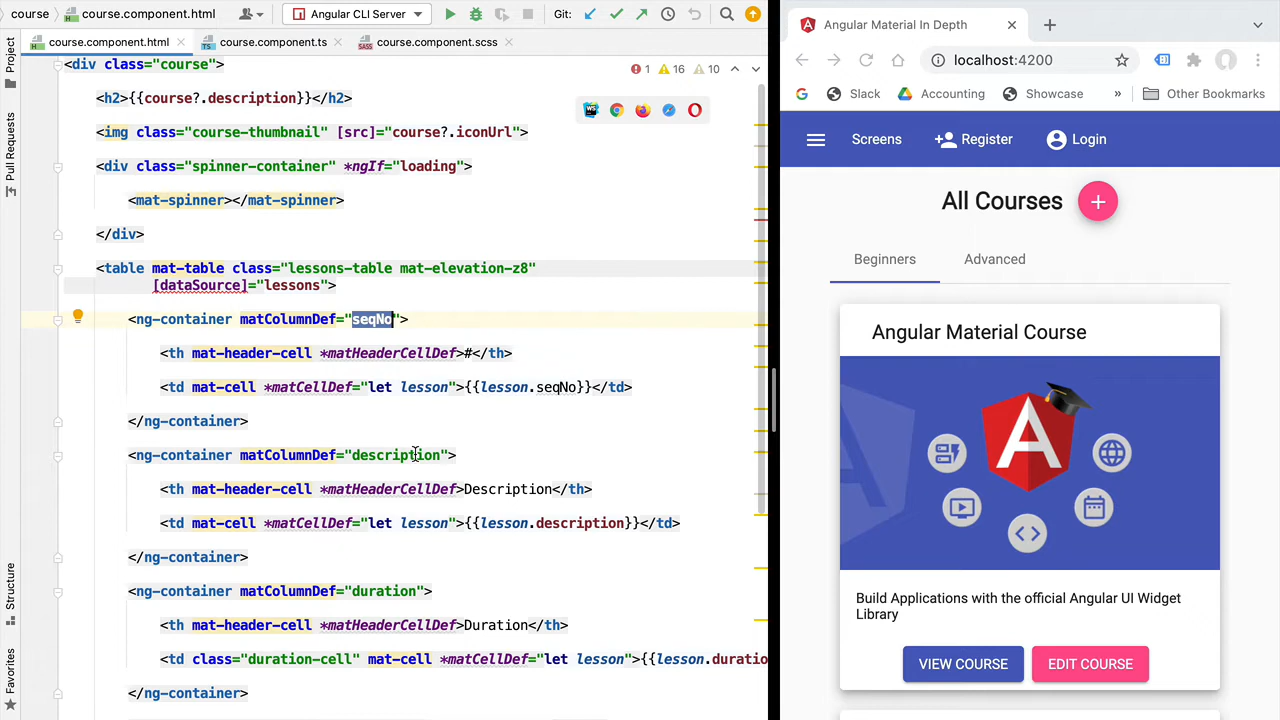 course
course.component.html
Angular CLI Server
Git:
course.component.html
course.component.ts
course.component.scss
Project
Pull Requests
Structure
Favorites
1
16
10
<div class="course">
<h2>{{course?.description}}</h2>
<img class="course-thumbnail" [src]="course?.iconUrl">
<div class="spinner-container" *ngIf="loading">
<mat-spinner></mat-spinner>
</div>
<table mat-table class="lessons-table mat-elevation-z8"
[dataSource]="lessons">
<ng-container matColumnDef="seqNo">
<th mat-header-cell *matHeaderCellDef>#</th>
<td mat-cell *matCellDef="let lesson">{{lesson.seqNo}}</td>
</ng-container>
<ng-container matColumnDef="description">
<th mat-header-cell *matHeaderCellDef>Description</th>
<td mat-cell *matCellDef="let lesson">{{lesson.description}}</td>
</ng-container>
<ng-container matColumnDef="duration">
<th mat-header-cell *matHeaderCellDef>Duration</th>
<td class="duration-cell" mat-cell *matCellDef="let lesson">{{lesson.duratio
</ng-container>
Angular Material In Depth
localhost:4200
Slack
Accounting
Showcase
»
Other Bookmarks
Screens
Register
Login
All Courses
Beginners
Advanced
Angular Material Course
Build Applications with the official Angular UI Widget
Library
VIEW COURSE
EDIT COURSE